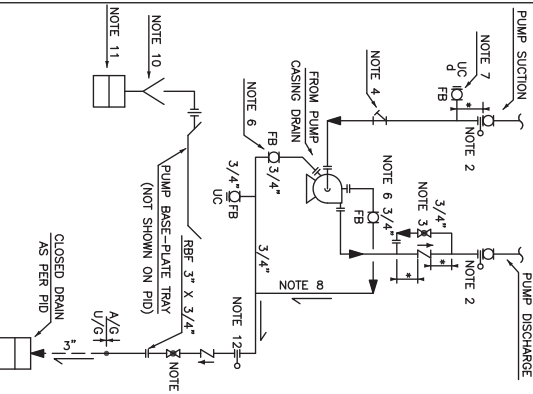 PUMP SUCTION
NOTE 7
UC
d
FB
*
NOTE 2
NOTE 4
PUMP DISCHARGE
NOTE 2
*
3/4"
NOTE 3
*
FROM PUMP
CASING DRAIN
NOTE 6
3/4"
FB
NOTE 6
FB
3/4"
3/4"
FB
UC
3/4"
NOTE 8
NOTE 10
NOTE 11
PUMP BASE-PLATE TRAY
(NOT SHOWN ON PID)
RBF 3" X 3/4"
NOTE 12
NOTE
A/G
U/G
3"
CLOSED DRAIN
AS PER PID